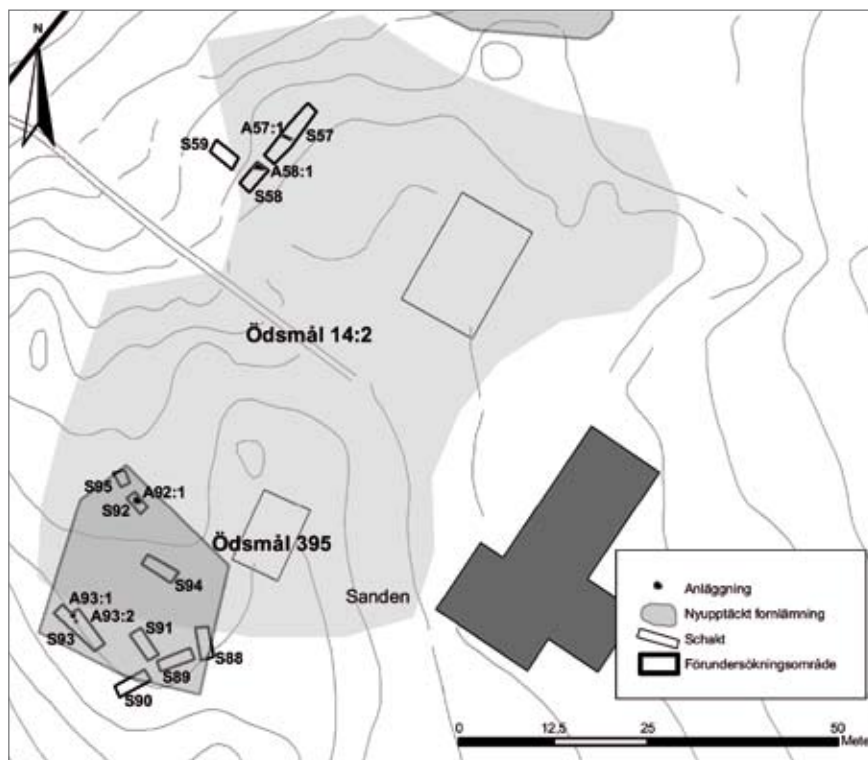 N
A57:1
S57
S59
A58:1
S58
Ödsmål 14:2
S95
A92:1
S92
Ödsmål 395
S94
Sanden
A93:1
A93:2
S93
S91
S88
S89
S90
Anläggning
Nyupptäckt fornlämning
Schakt
Förundersökningsområde
0 12,5 25 50
Mete